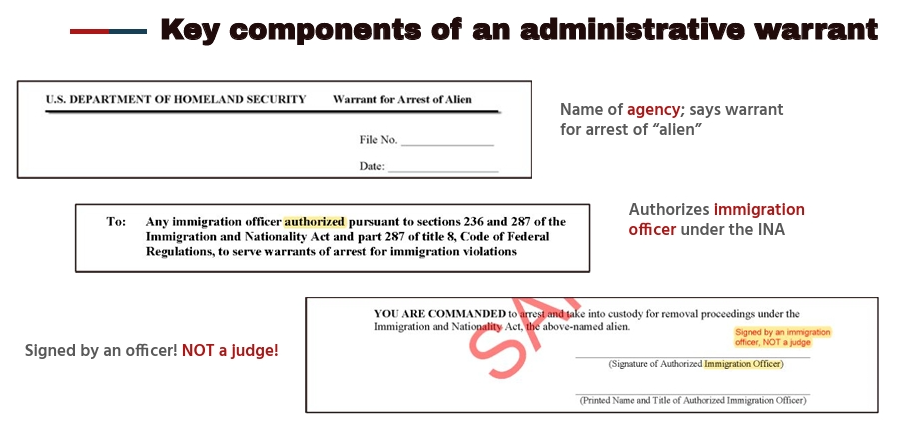 Key components of an administrative warrant
U.S. DEPARTMENT OF HOMELAND SECURITY Warrant for Arrest of Alien
File No. ____________
Date: ____________
Name of agency; says warrant
for arrest of “alien”
To: Any immigration officer authorized pursuant to sections 236 and 287 of the
Immigration and Nationality Act and part 287 of title 8, Code of Federal
Regulations, to serve warrants of arrest for immigration violations
Authorizes immigration
officer under the INA
Signed by an officer! NOT a judge!
YOU ARE COMMANDED to arrest and take into custody for removal proceedings under the
Immigration and Nationality Act, the above-named alien.
Signed by an immigration
officer, NOT a judge
(Signature of Authorized Immigration Officer)
(Printed Name and Title of Authorized Immigration Officer)